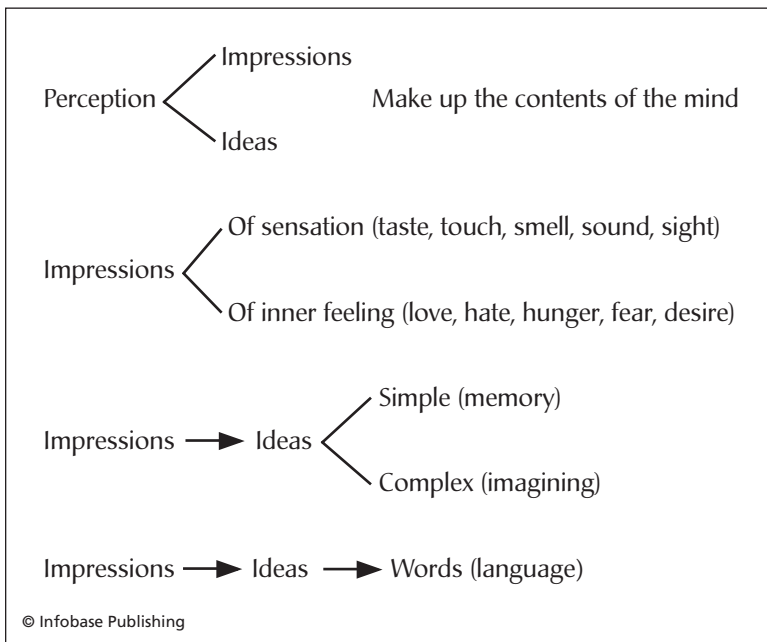 Impressions
Perception Make up the contents of the mind
Ideas
Of sensation (taste, touch, smell, sound, sight)
Impressions
Of inner feeling (love, hate, hunger, fear, desire)
Simple (memory)
Impressions Ideas
Complex (imagining)
Impressions Ideas Words (language)
© Infobase Publishing